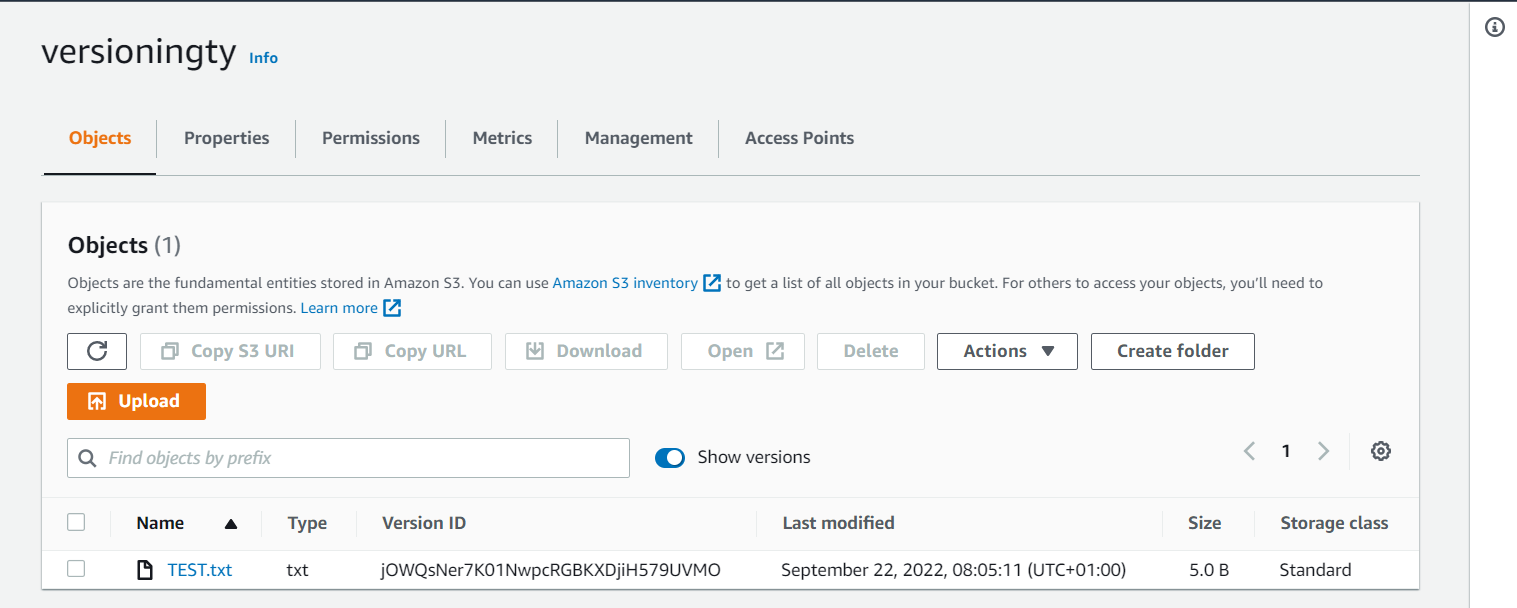 versioningty Info
Objects Properties Permissions Metrics Management Access Points
Objects (1)
Objects are the fundamental entities stored in Amazon S3. You can use Amazon S3 inventory to get a list of all objects in your bucket. For others to access your objects, you'll need to
explicitly grant them permissions. Learn more
Copy S3 URI Copy URL Download Open Delete Actions Create folder
Upload
Find objects by prefix Show versions 1
Name Type Version ID Last modified Size Storage class
TEST.txt txt jOWQsNer7K01NwpcRGBKXDjiH579UVMO September 22, 2022, 08:05:11 (UTC+01:00) 5.0 B Standard